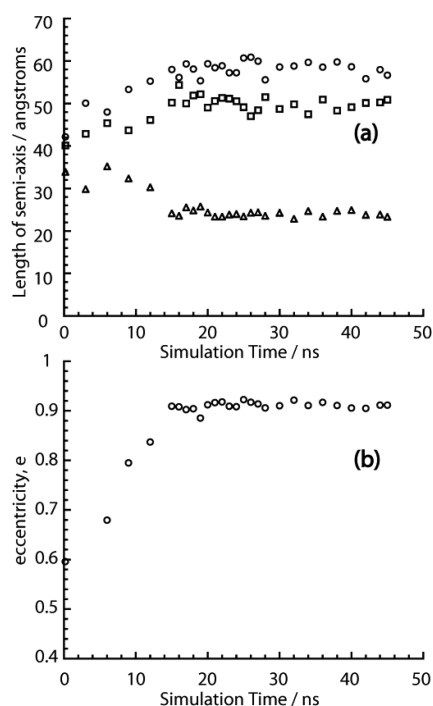 60
50
(a)
40
30
20
10
0
Length of semi-axis / angstroms
0 10 20 30 40 50
Simulation Time / ns
1
0.9
(b)
0.8
0.7
0.6
0.5
0.4
eccentricity, e
0 10 20 30 40 50
Simulation Time / ns